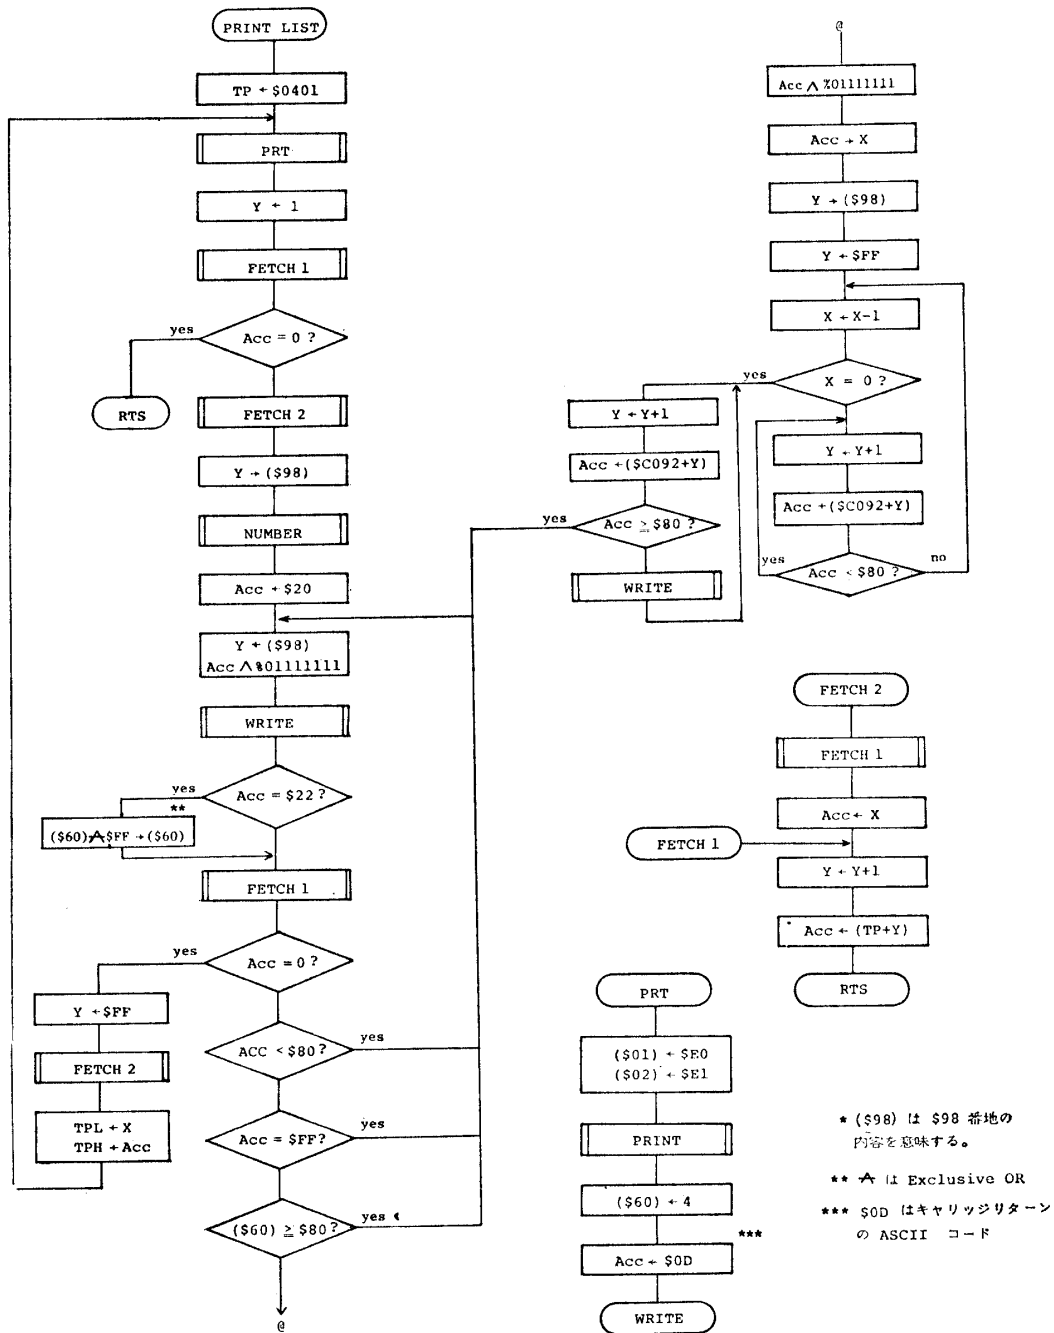 PRINT LIST
TP ← $0401
PRT
Y ← 1
FETCH 1
yes
Acc = 0 ?
RTS
FETCH 2
Y → ($98)
NUMBER
Acc ← $20
Y ← ($98)
Acc ∧ %01111111
WRITE
yes
Acc = $22 ?
**
($60) ⊻ $FF → ($60)
FETCH 1
yes
Acc = 0 ?
Y ← $FF
FETCH 2
TPL ← X
TPH ← Acc
ACC < $80 ?
yes
Acc = $FF ?
yes
($60) ≧ $80 ?
yes
@
@
Acc ∧ %01111111
Acc → X
Y → ($98)
Y ← $FF
X ← X-1
yes
X = 0 ?
Y ← Y+1
Acc ←($C092+Y)
yes
Acc ≧ $80 ?
WRITE
Y ← Y+1
Acc ←($C092+Y)
yes
Acc < $80 ?
no
FETCH 2
FETCH 1
Acc ← X
FETCH 1
Y ← Y+1
Acc ← (TP+Y)
RTS
PRT
($01) ← $E0
($02) ← $E1
PRINT
($60) ← 4
***
Acc ← $0D
WRITE
* ($98) は $98 番地の
内容を意味する。
** ⊻ は Exclusive OR
*** $0D はキャリッジリターン
の ASCII コード